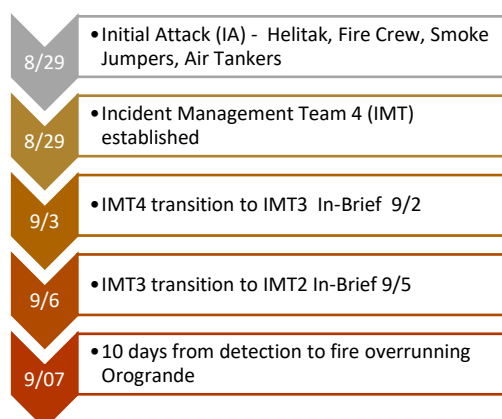 8/29
•Initial Attack (IA) - Helitak, Fire Crew, Smoke
Jumpers, Air Tankers
8/29
•Incident Management Team 4 (IMT)
established
9/3
•IMT4 transition to IMT3 In-Brief 9/2
9/6
•IMT3 transition to IMT2 In-Brief 9/5
9/07
•10 days from detection to fire overrunning
Orogrande